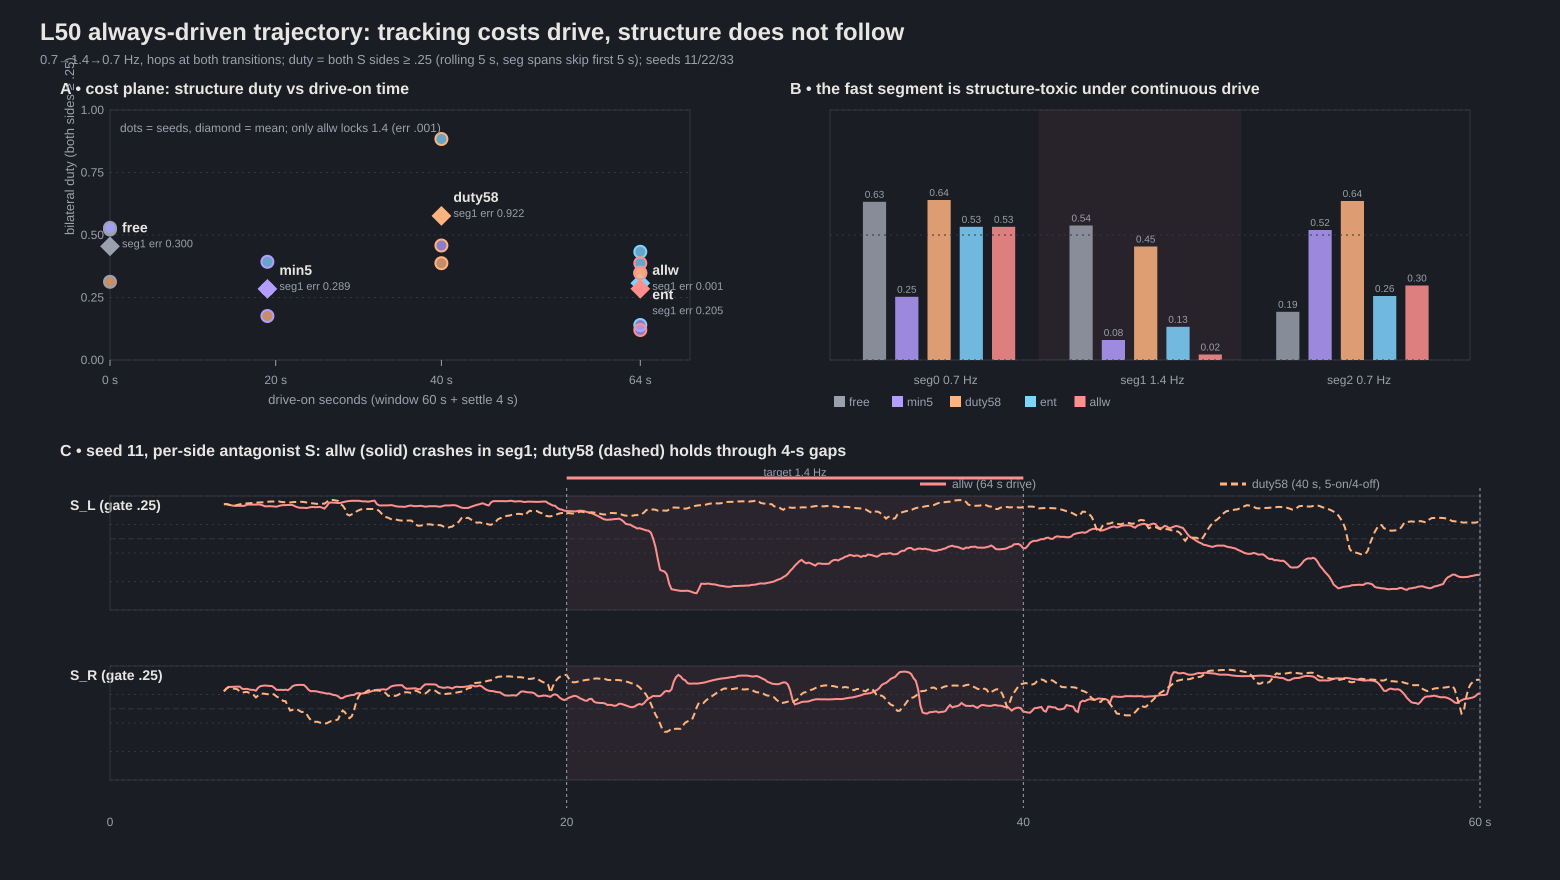 L50 always-driven trajectory: tracking costs drive, structure does not follow
0.7→1.4→0.7 Hz, hops at both transitions; duty = both S sides ≥ .25 (rolling 5 s, seg spans skip first 5 s); seeds 11/22/33
A • cost plane: structure duty vs drive-on time
bilateral duty (both sides ≥ .25)
dots = seeds, diamond = mean; only allw locks 1.4 (err .001)
1.00
0.75
0.50
0.25
0.00
free
seg1 err 0.300
min5
seg1 err 0.289
duty58
seg1 err 0.922
allw
seg1 err 0.001
ent
seg1 err 0.205
0 s
20 s
40 s
64 s
drive-on seconds (window 60 s + settle 4 s)
B • the fast segment is structure-toxic under continuous drive
0.63
0.25
0.64
0.53
0.53
0.54
0.08
0.45
0.13
0.02
0.19
0.52
0.64
0.26
0.30
seg0 0.7 Hz
seg1 1.4 Hz
seg2 0.7 Hz
free
min5
duty58
ent
allw
C • seed 11, per-side antagonist S: allw (solid) crashes in seg1; duty58 (dashed) holds through 4-s gaps
target 1.4 Hz
allw (64 s drive)
duty58 (40 s, 5-on/4-off)
S_L (gate .25)
S_R (gate .25)
0
20
40
60 s